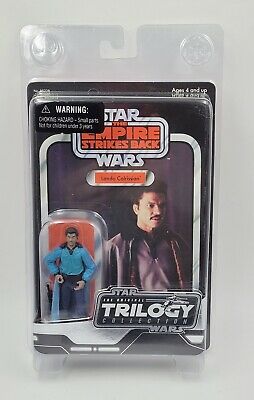 Ages 4 and up
WARNING:
CHOKING HAZARD - Small parts
Not for children under 3 years
STAR
THE
EMPIRE
STRIKES BACK
WARS
Lando Calrissian
STAR
THE ORIGINAL
TRILOGY
COLLECTION
WARS